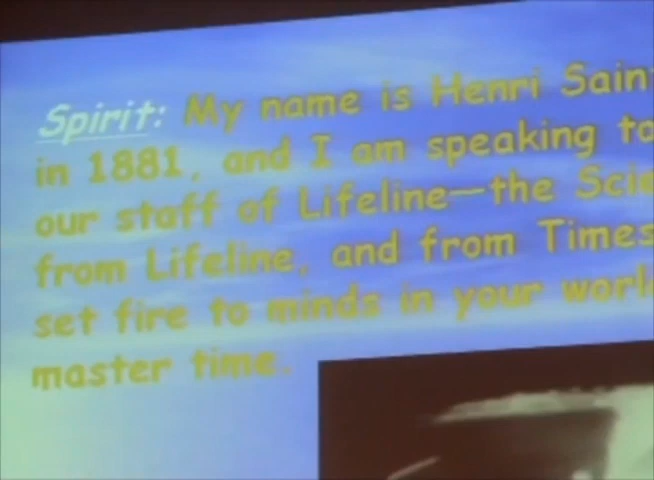 Spirit: My name is Henri Sain
in 1881, and I am speaking to
our staff of Lifeline—the Scie
from Lifeline, and from Times
set fire to minds in your worl
master time.